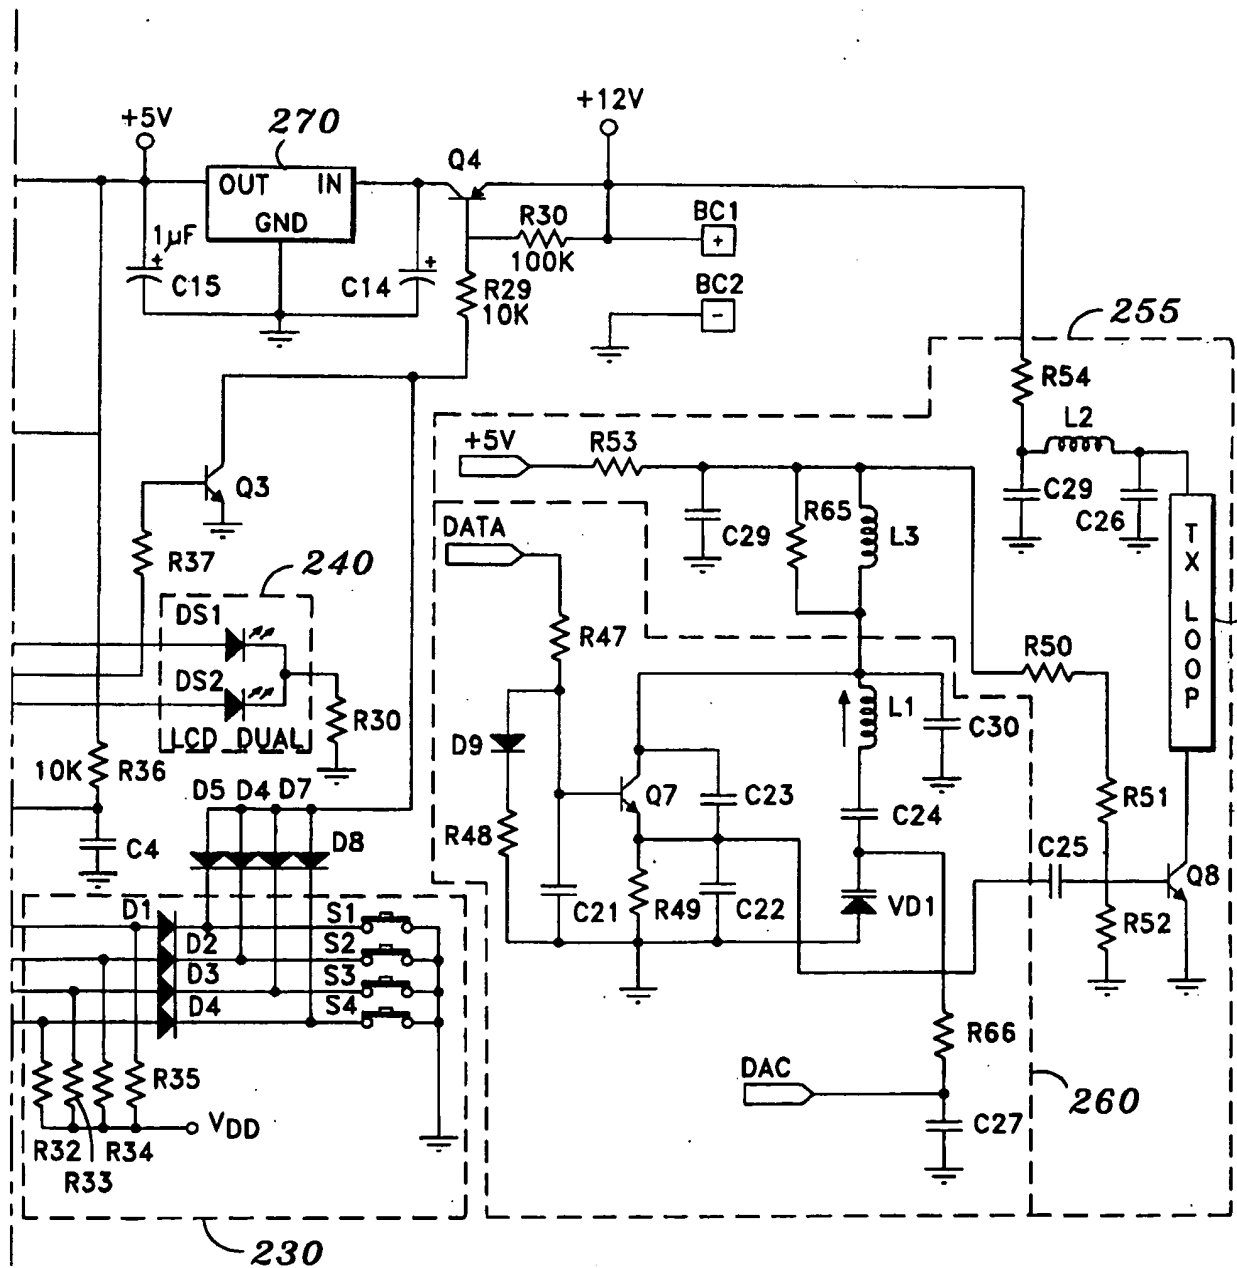 +12V
+5V
270
Q4
OUT IN
GND
R30
100K
BC1
+
1µF
+
C15
C14
+
R29
10K
BC2
-
255
R54
L2
+5V
R53
C29
C26
Q3
R65
L3
C29
DATA
R37
240
TX LOOP
DS1
R47
R50
DS2
R30
L1
C30
LCD DUAL
D9
10K
R36
D5 D4 D7
Q7
C23
R51
C24
D8
R48
C4
C25
Q8
C21
R49
C22
VD1
R52
D1
S1
D2
S2
D3
S3
D4
S4
R66
R35
DAC
260
VDD
C27
R32
R34
R33
230